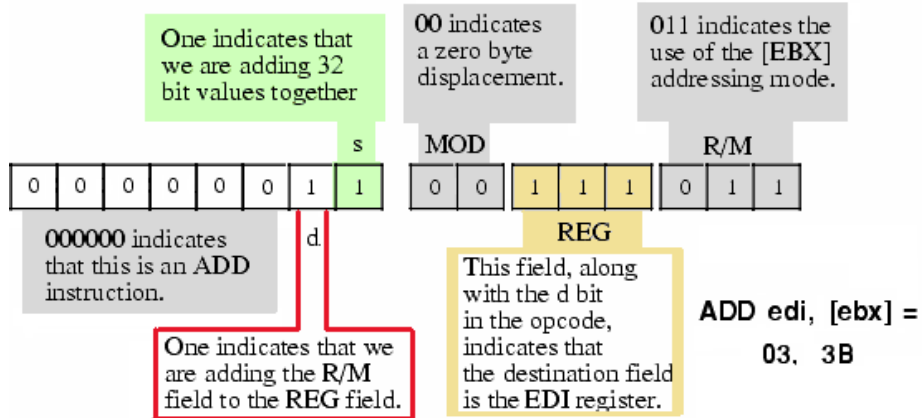 One indicates that
we are adding 32
bit values together
00 indicates
a zero byte
displacement.
011 indicates the
use of the [EBX]
addressing mode.
s
MOD
R/M
0 0 0 0 0 0 1 1
0 0 1 1 1 0 1 1
000000 indicates
that this is an ADD
instruction.
d
REG
One indicates that we
are adding the R/M
field to the REG field.
This field, along
with the d bit
in the opcode,
indicates that
the destination field
is the EDI register.
ADD edi, [ebx] =
03, 3B